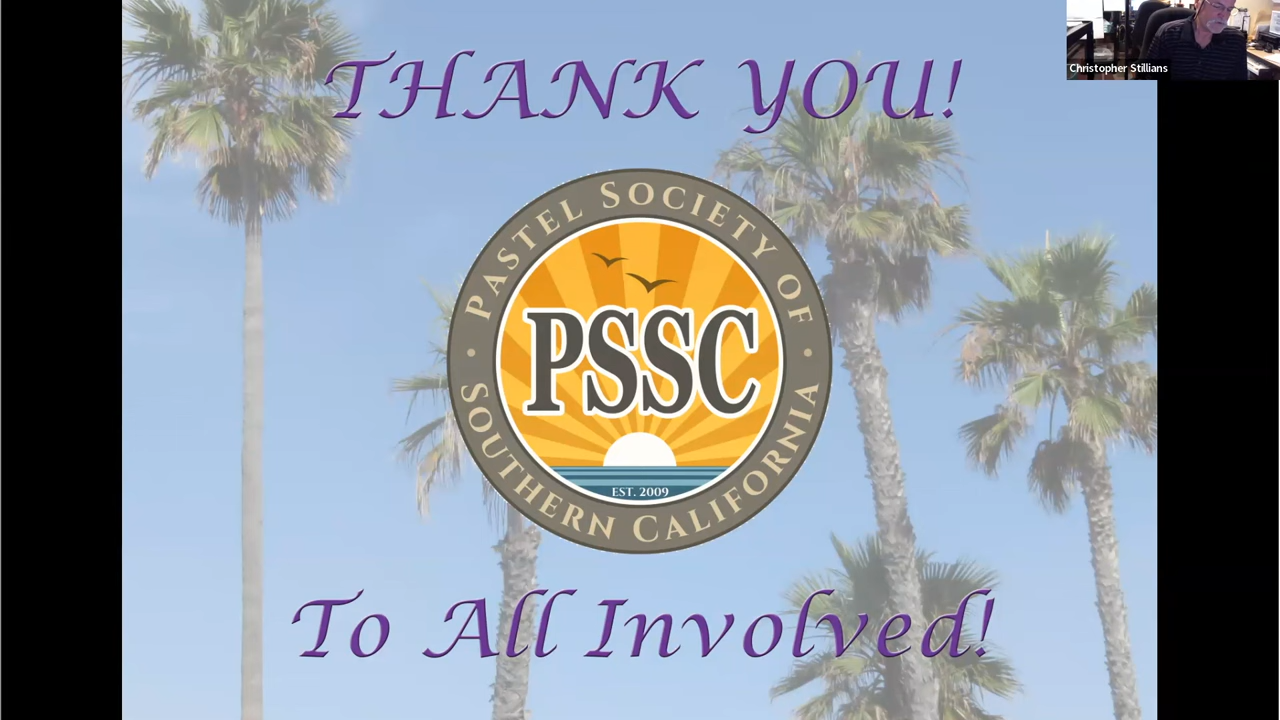 THANK YOU!
PASTEL SOCIETY OF
PSSC
EST. 2009
SOUTHERN CALIFORNIA
To All Involved!
Christopher Stillians